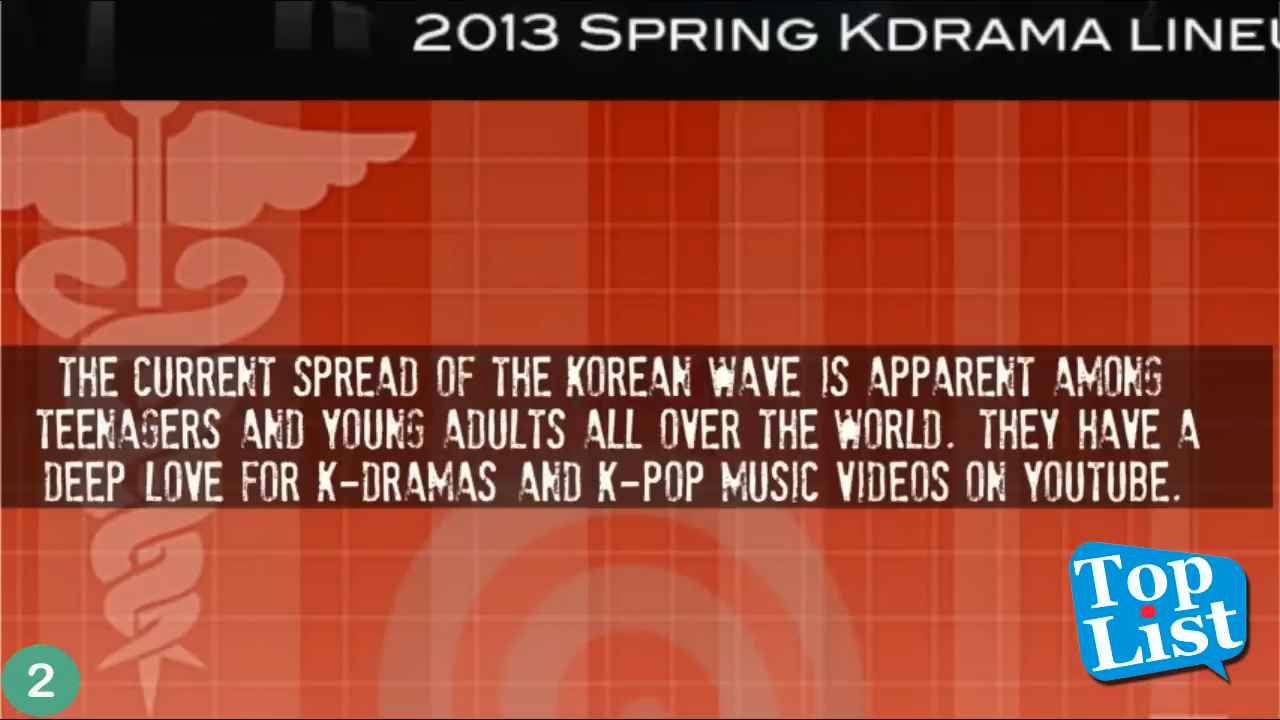 2013 SPRING KDRAMA LINEU
THE CURRENT SPREAD OF THE KOREAN WAVE IS APPARENT AMONG
TEENAGERS AND YOUNG ADULTS ALL OVER THE WORLD. THEY HAVE A
DEEP LOVE FOR K-DRAMAS AND K-POP MUSIC VIDEOS ON YOUTUBE.
Top
List
2